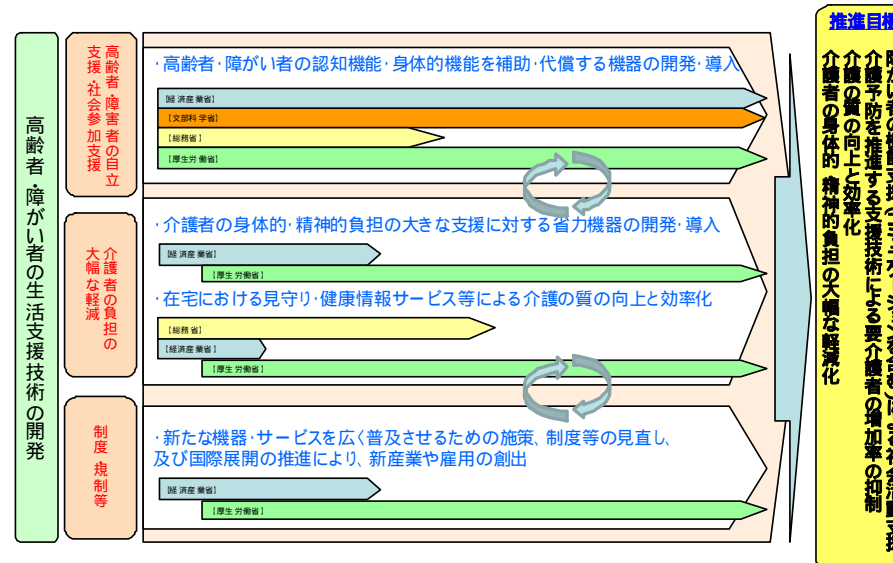 高齢者・障がい者の生活支援技術の開発
高齢者・障害者の自立
支援・社会参加支援
・高齢者・障がい者の認知機能・身体的機能を補助・代償する機器の開発・導入
【経済産業省】
【文部科学省】
【総務省】
【厚生労働省】
介護者の負担の
大幅な軽減
・介護者の身体的・精神的負担の大きな支援に対する省力機器の開発・導入
【経済産業省】
【厚生労働省】
・在宅における見守り・健康情報サービス等による介護の質の向上と効率化
【総務省】
【経済産業省】
【厚生労働省】
制度・規制等
・新たな機器・サービスを広く普及させるための施策、制度等の見直し、
及び国際展開の推進により、新産業や雇用の創出
【経済産業省】
【厚生労働省】
推進目標
介護予防を推進する支援技術による要介護者の増加率の抑制
介護の質の向上と効率化
介護者の身体的・精神的負担の大幅な軽減化